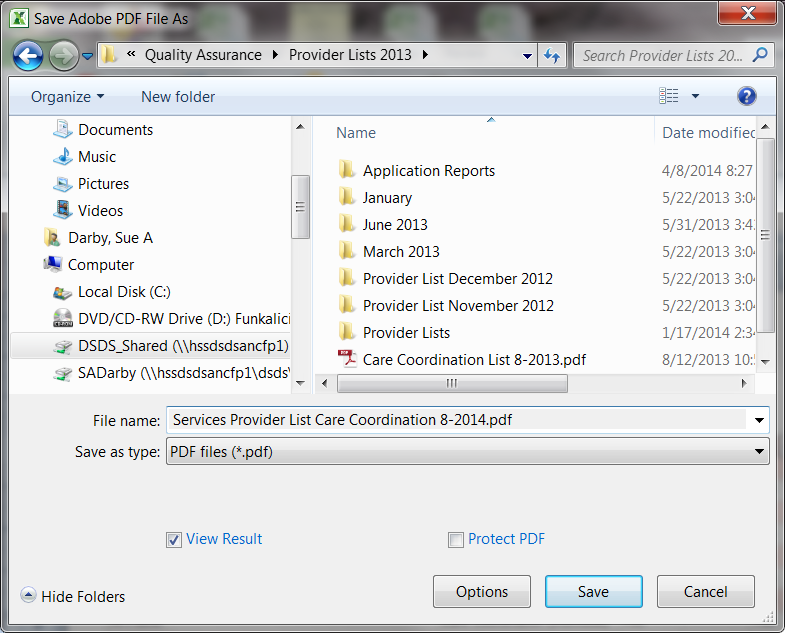 Save Adobe PDF File As
« Quality Assurance Provider Lists 2013
Search Provider Lists 20...
Organize New folder
Documents
Music
Pictures
Videos
Darby, Sue A
Computer
Local Disk (C:)
DVD/CD-RW Drive (D:) Funkalici
DSDS_Shared (\\hssdsdsancfp1)
SADarby (\\hssdsdsancfp1\dsds\
Name Date modified
Application Reports 4/8/2014 8:27
January 5/22/2013 3:04
June 2013 5/31/2013 3:43
March 2013 5/22/2013 3:04
Provider List December 2012 5/22/2013 3:04
Provider List November 2012 5/22/2013 3:04
Provider Lists 1/17/2014 2:34
Care Coordination List 8-2013.pdf 8/12/2013 10:
File name: Services Provider List Care Coordination 8-2014.pdf
Save as type: PDF files (*.pdf)
View Result Protect PDF
Hide Folders
Options Save Cancel